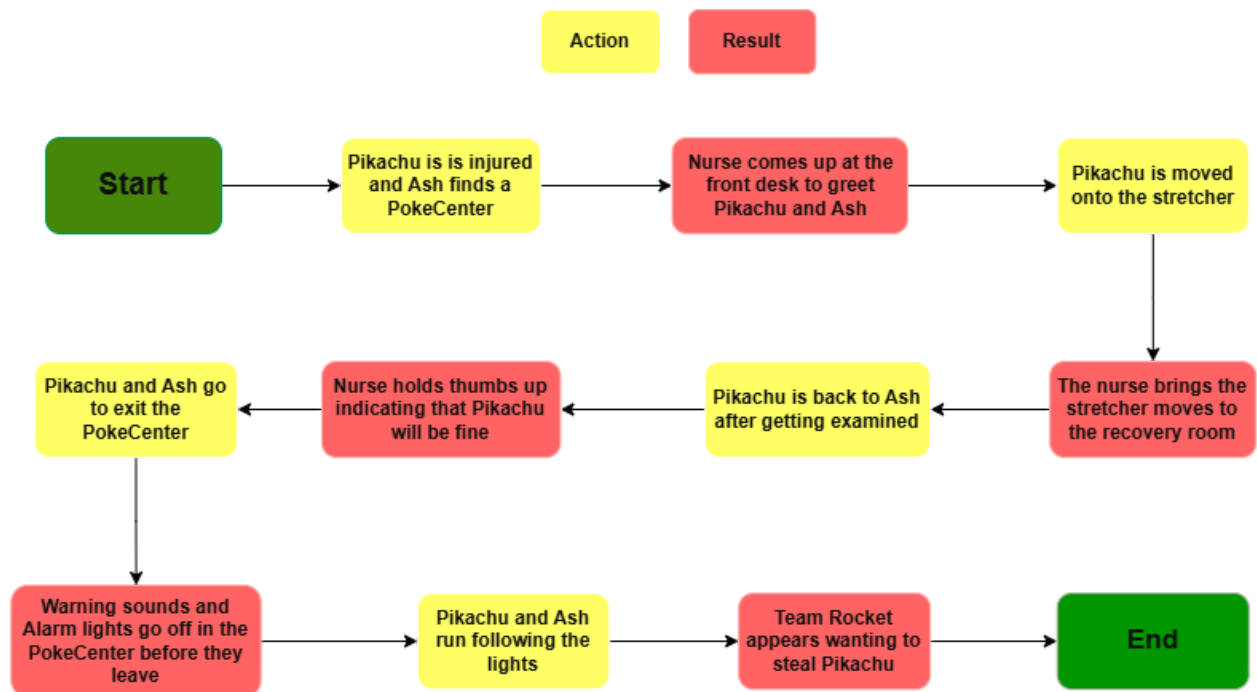 Action
Result
Start
Pikachu is is injured
and Ash finds a
PokeCenter
Nurse comes up at the
front desk to greet
Pikachu and Ash
Pikachu is moved
onto the stretcher
The nurse brings the
stretcher moves to
the recovery room
Pikachu is back to Ash
after getting examined
Nurse holds thumbs up
indicating that Pikachu
will be fine
Pikachu and Ash go
to exit the
PokeCenter
Warning sounds and
Alarm lights go off in the
PokeCenter before they
leave
Pikachu and Ash
run following the
lights
Team Rocket
appears wanting to
steal Pikachu
End